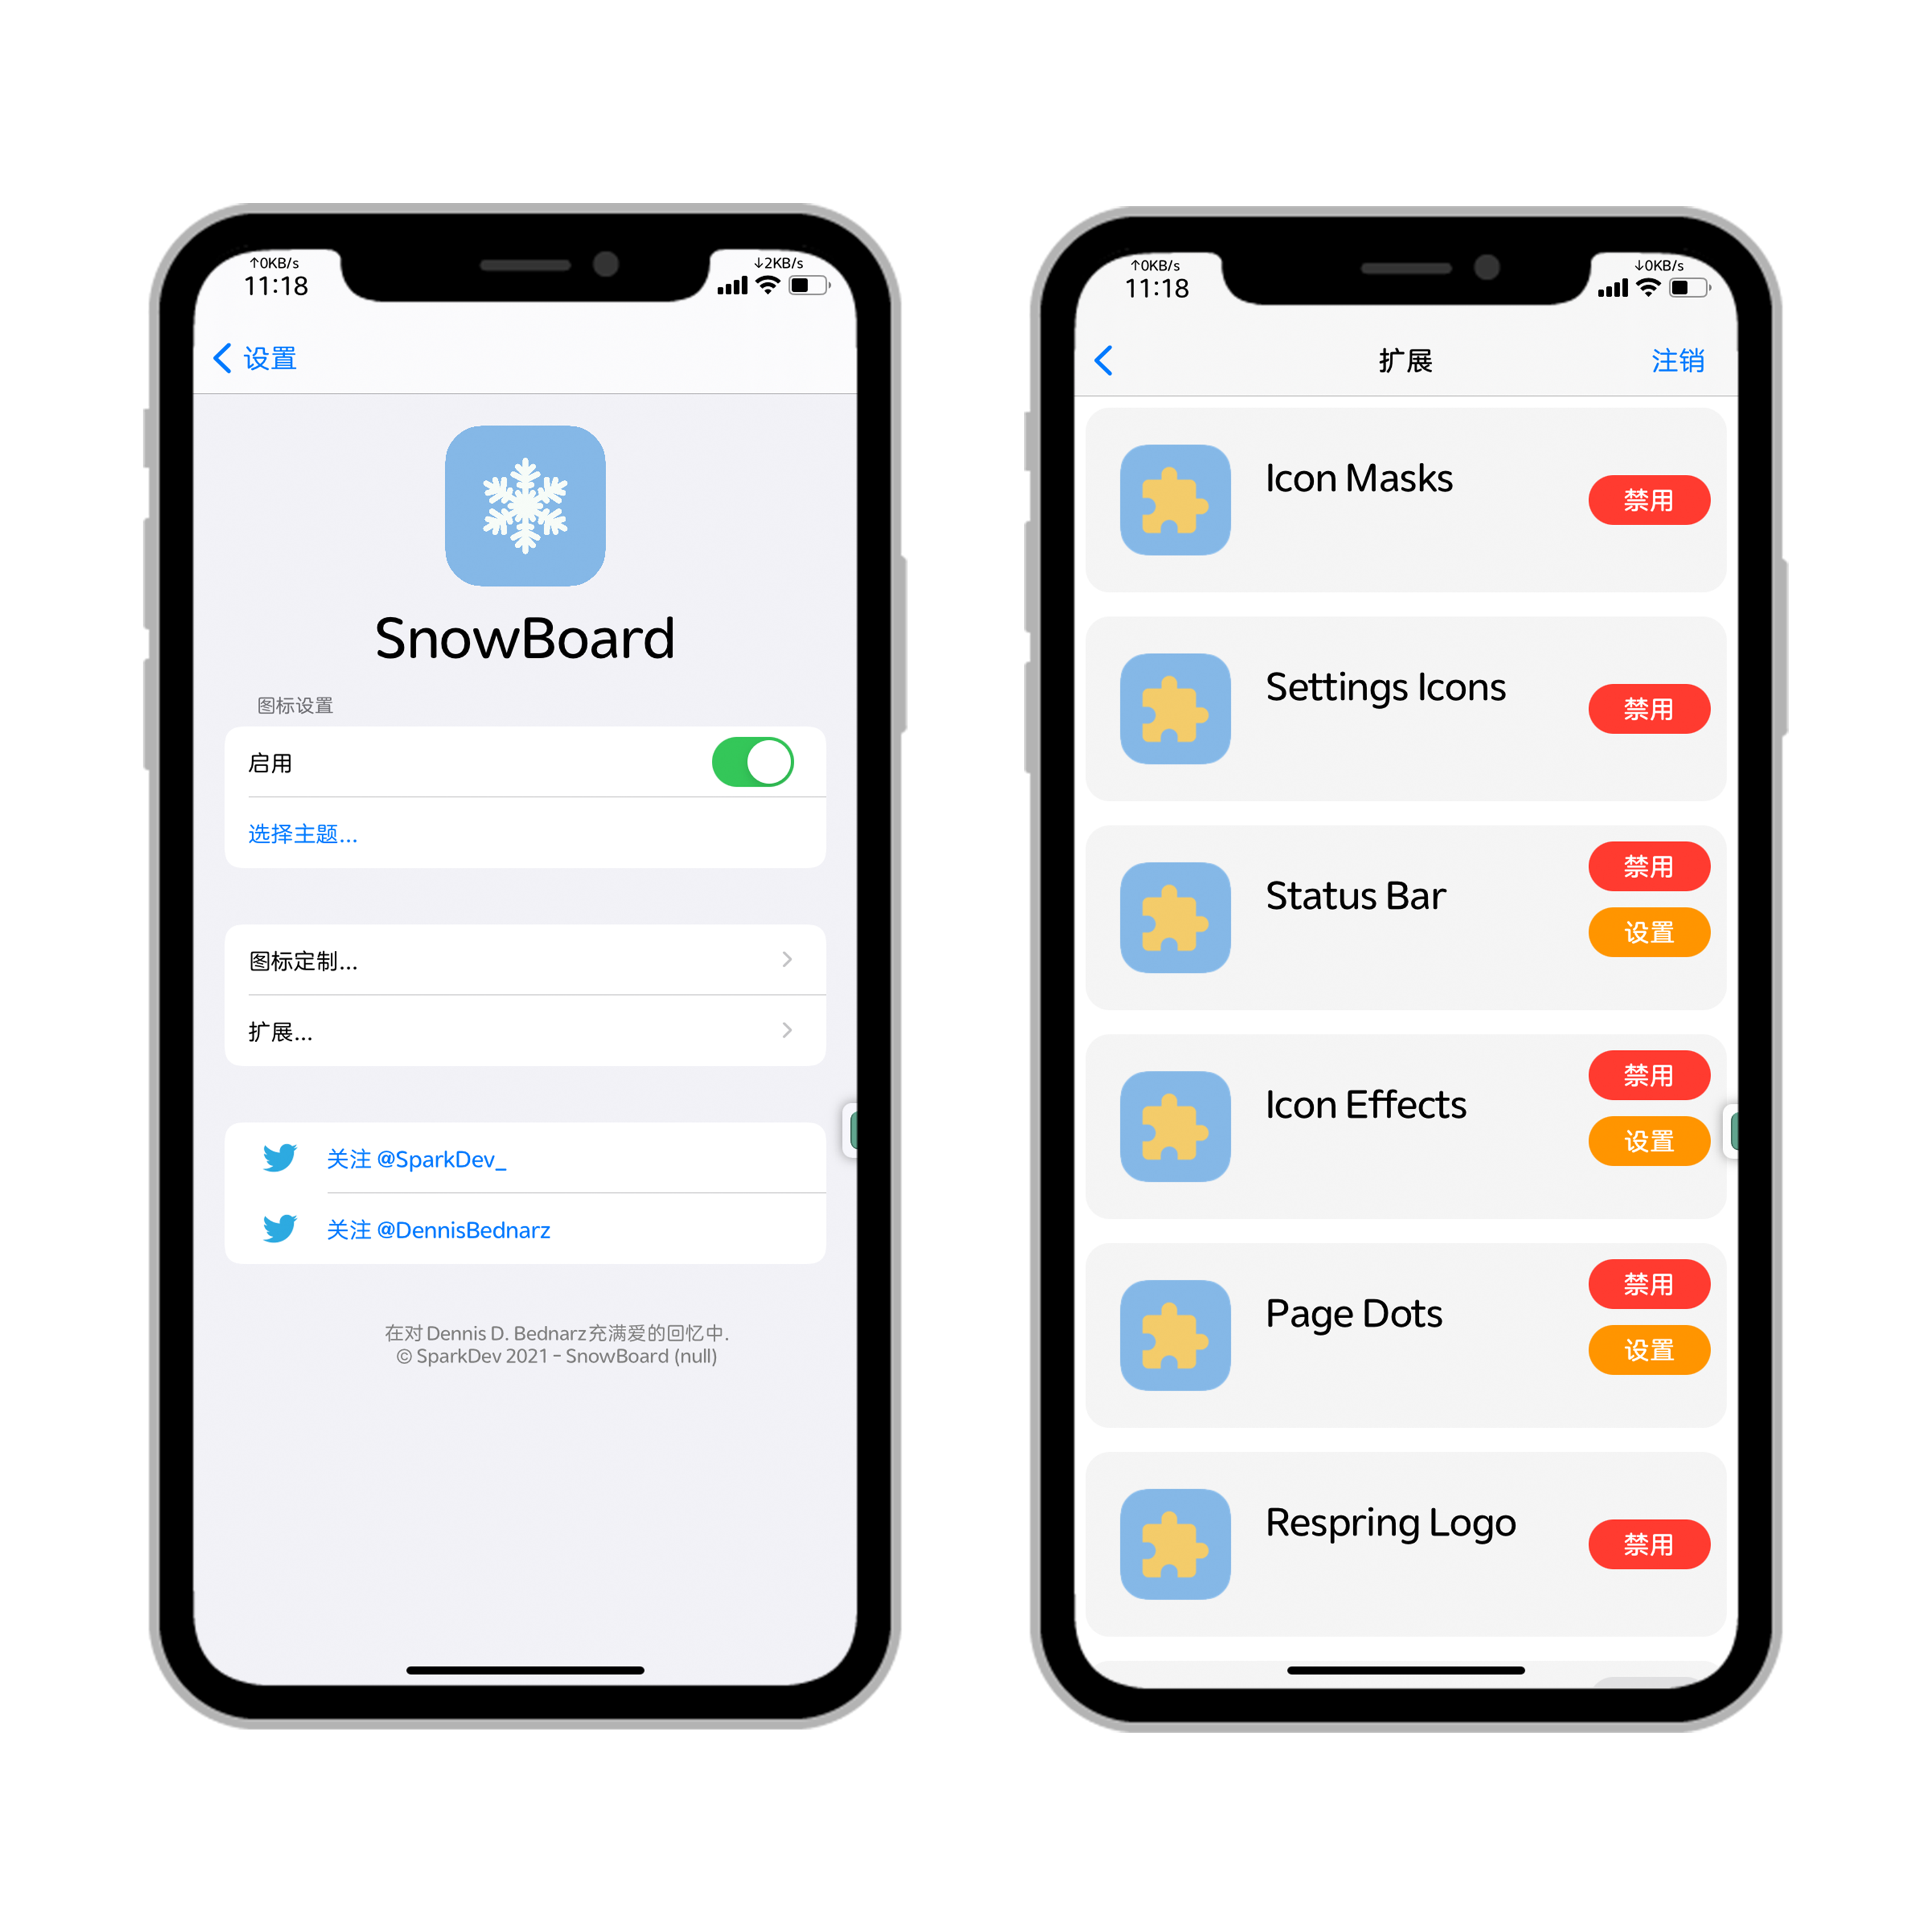 ↑0KB/s
11:18
↓2KB/s
设置
SnowBoard
图标设置
启用
选择主题...
图标定制...
扩展...
关注 @SparkDev_
关注 @DennisBednarz
在对 Dennis D. Bednarz充满爱的回忆中.
© SparkDev 2021 - SnowBoard (null)
↑0KB/s
11:18
↓0KB/s
扩展
注销
Icon Masks
禁用
Settings Icons
禁用
Status Bar
禁用
设置
Icon Effects
禁用
设置
Page Dots
禁用
设置
Respring Logo
禁用